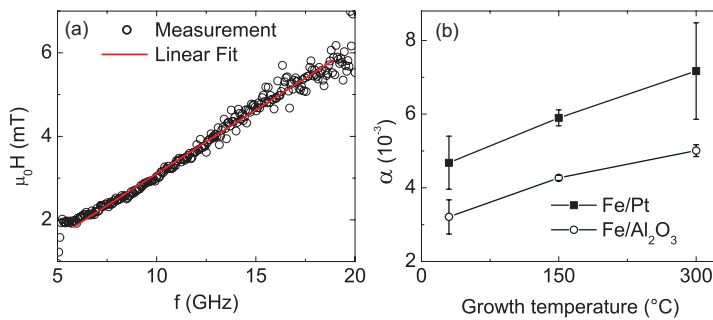 (a)
Measurement
Linear Fit
6
4
2
μ₀H (mT)
5 10 15 20
f (GHz)
(b)
8
6
4
2
α (10⁻³)
Fe/Pt
Fe/Al₂O₃
0 150 300
Growth temperature (°C)